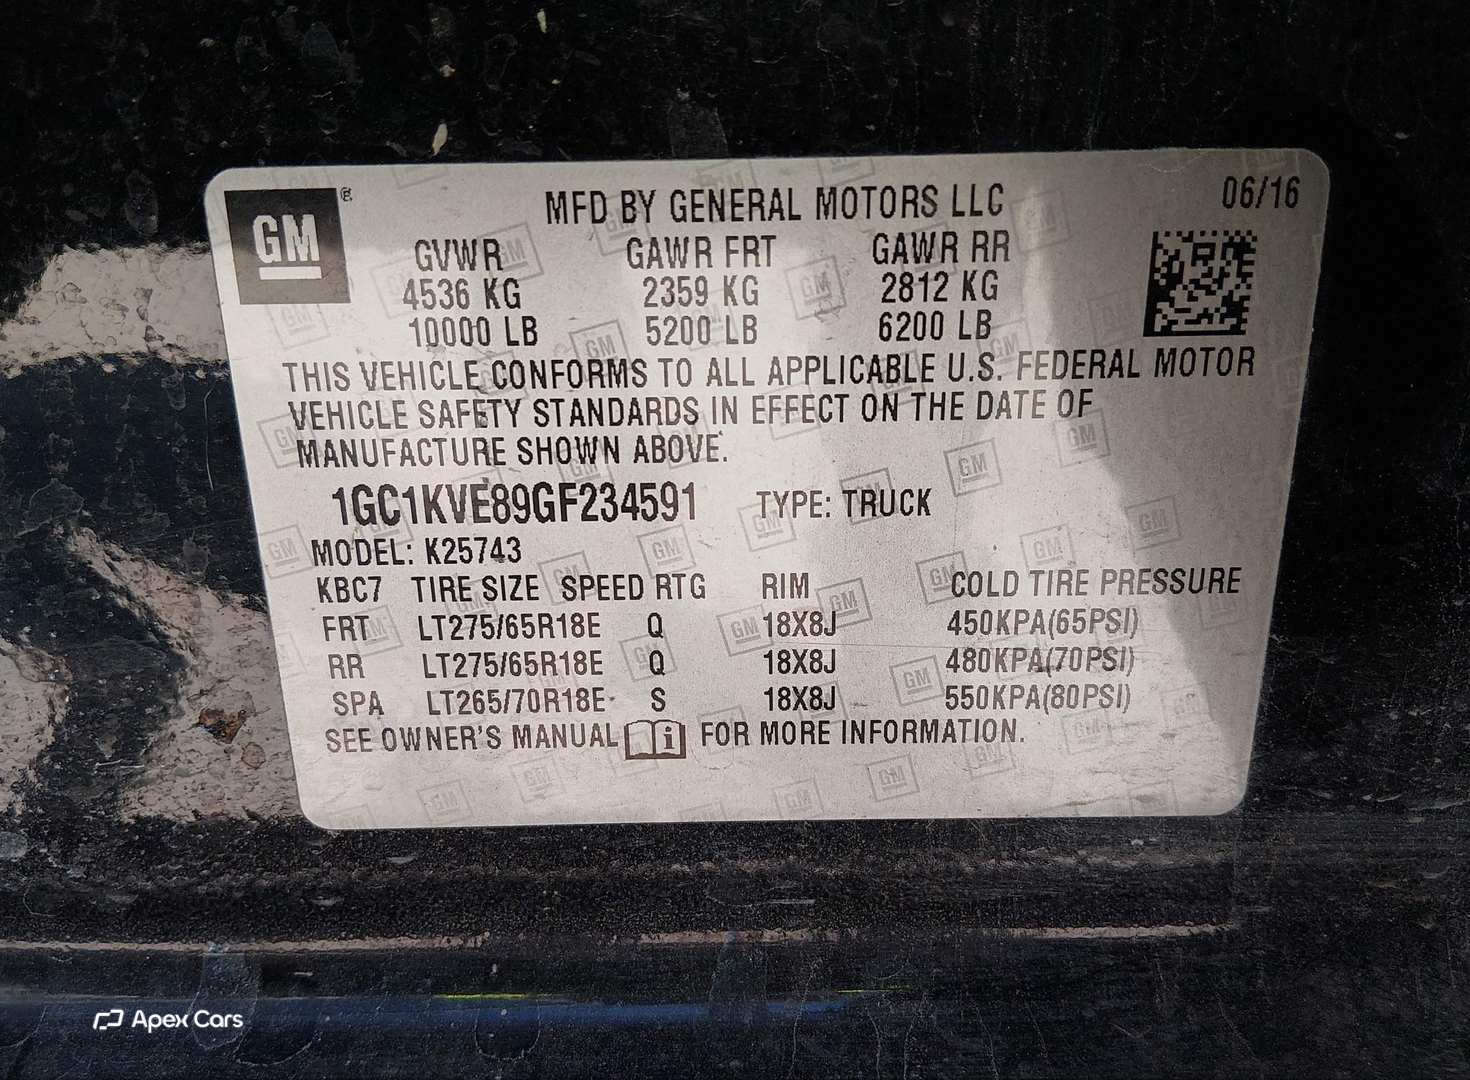 GM ®
MFD BY GENERAL MOTORS LLC 06/16
GVWR GAWR FRT GAWR RR
4536 KG 2359 KG 2812 KG
10000 LB 5200 LB 6200 LB
THIS VEHICLE CONFORMS TO ALL APPLICABLE U.S. FEDERAL MOTOR
VEHICLE SAFETY STANDARDS IN EFFECT ON THE DATE OF
MANUFACTURE SHOWN ABOVE.
1GC1KVE89GF234591 TYPE: TRUCK
MODEL: K25743
KBC7 TIRE SIZE SPEED RTG RIM COLD TIRE PRESSURE
FRT LT275/65R18E Q 18X8J 450KPA(65PSI)
RR LT275/65R18E Q 18X8J 480KPA(70PSI)
SPA LT265/70R18E S 18X8J 550KPA(80PSI)
SEE OWNER'S MANUAL i FOR MORE INFORMATION.
Apex Cars